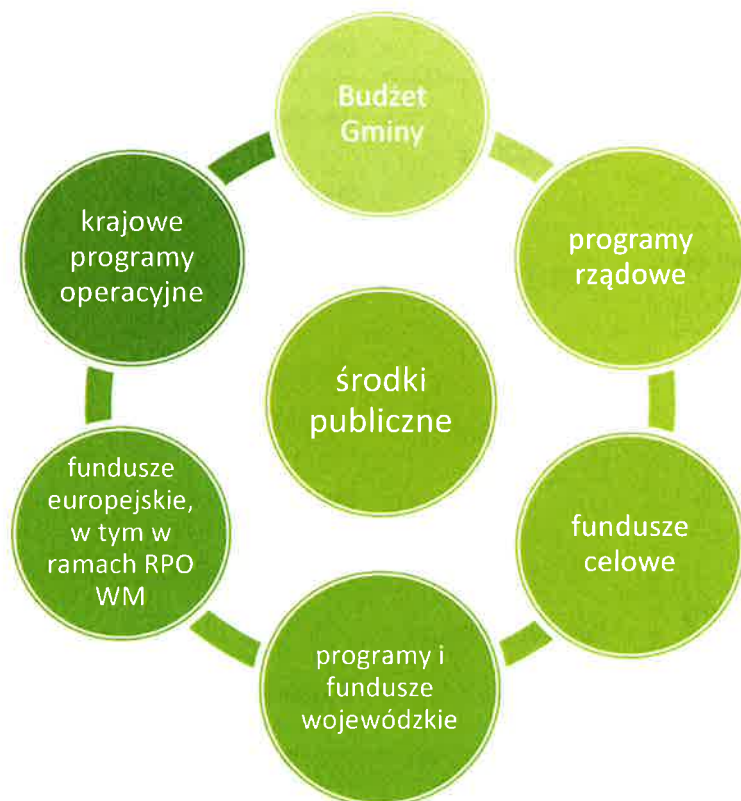 Budżet
Gminy
programy
rządowe
fundusze
celowe
programy i
fundusze
wojewódzkie
fundusze
europejskie,
w tym w
ramach RPO
WM
krajowe
programy
operacyjne
środki
publiczne